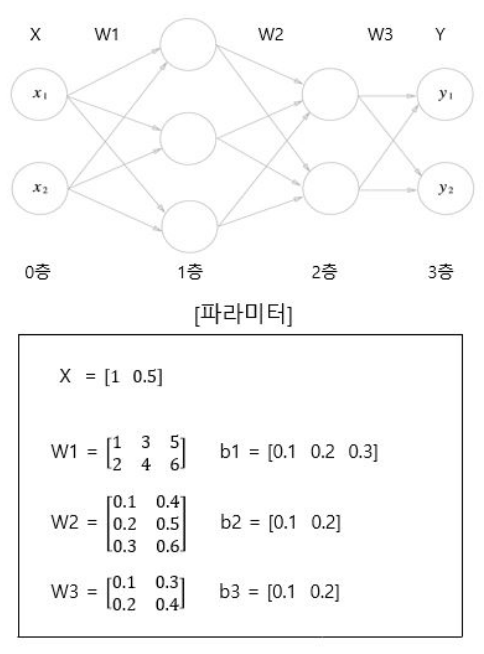 X W1 W2 W3 Y
x₁ y₁
x₂ y₂
0층 1층 2층 3층
[파라미터]
X = [1 0.5]
W1 = [1 3 5
2 4 6] b1 = [0.1 0.2 0.3]
W2 = [0.1 0.4
0.2 0.5
0.3 0.6] b2 = [0.1 0.2]
W3 = [0.1 0.3
0.2 0.4] b3 = [0.1 0.2]